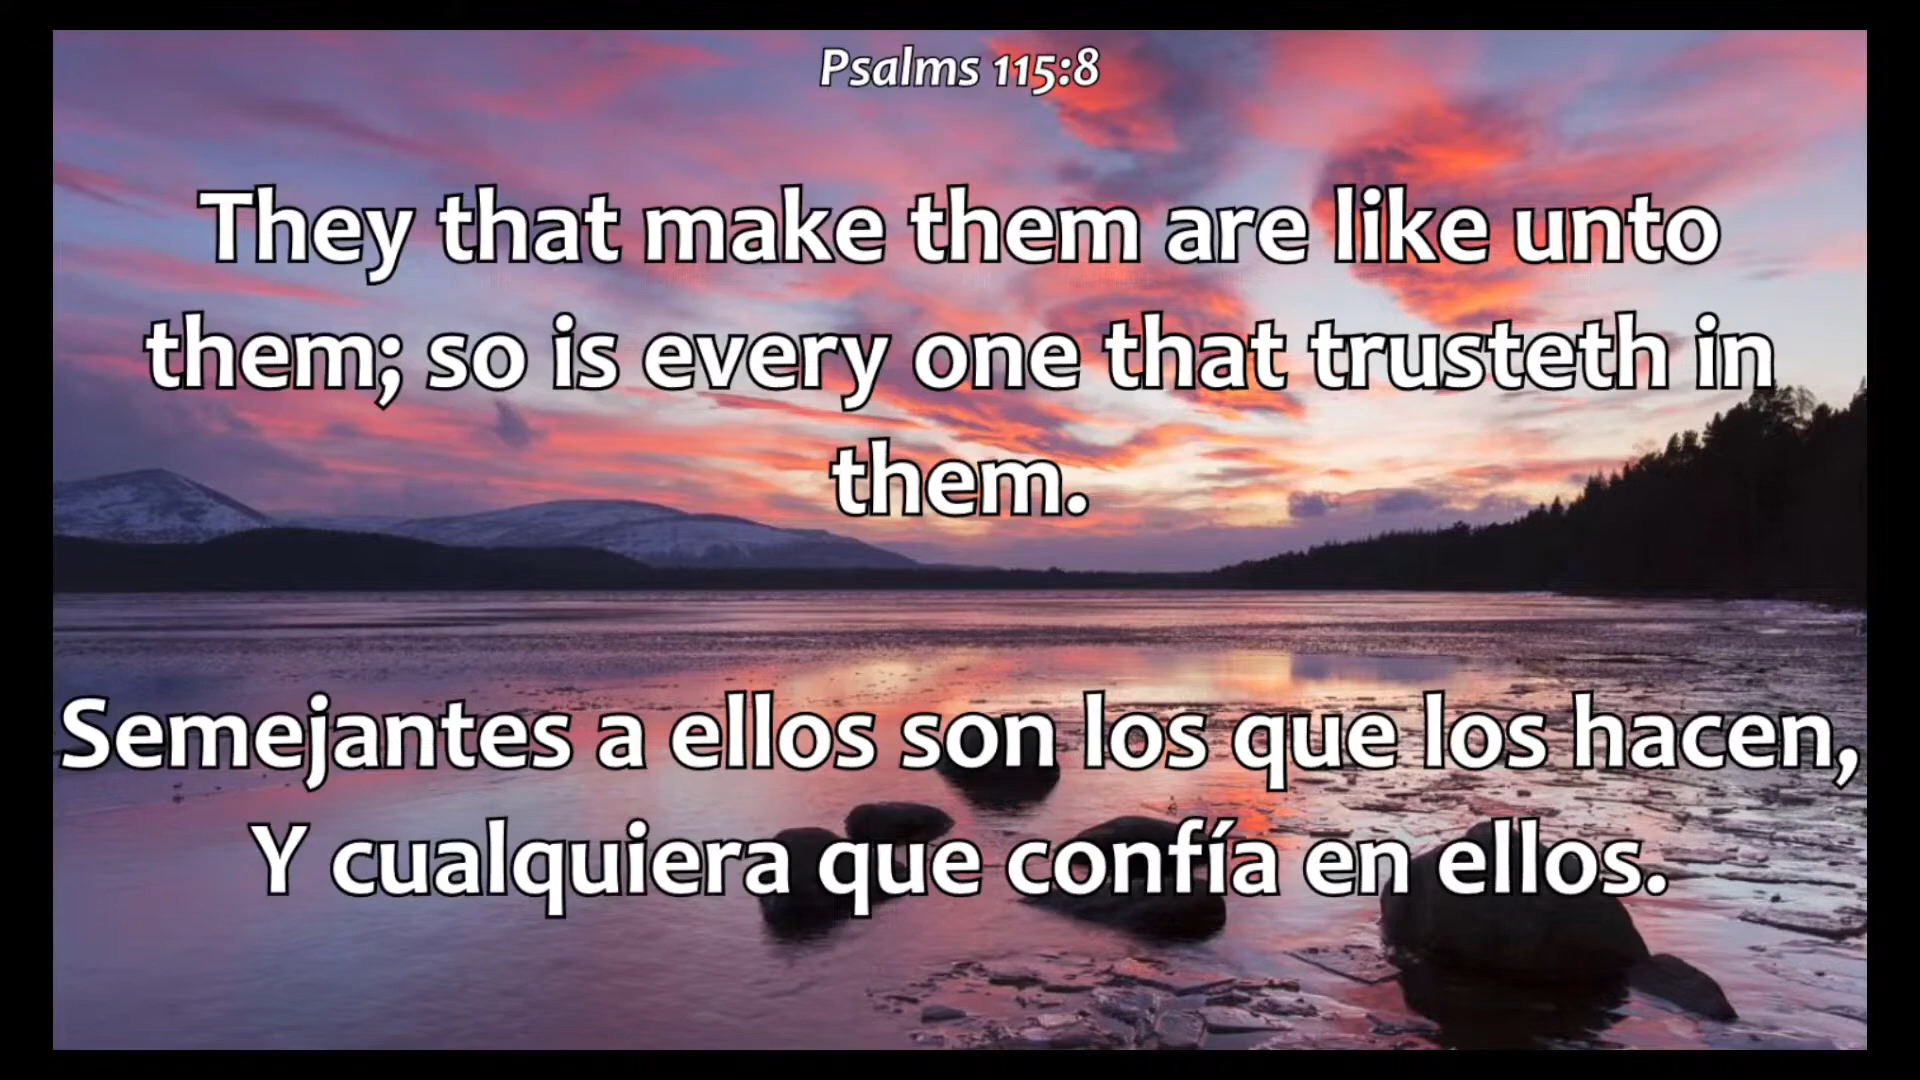 Psalms 115:8
They that make them are like unto
them; so is every one that trusteth in
them.
Semejantes a ellos son los que los hacen,
Y cualquiera que confía en ellos.